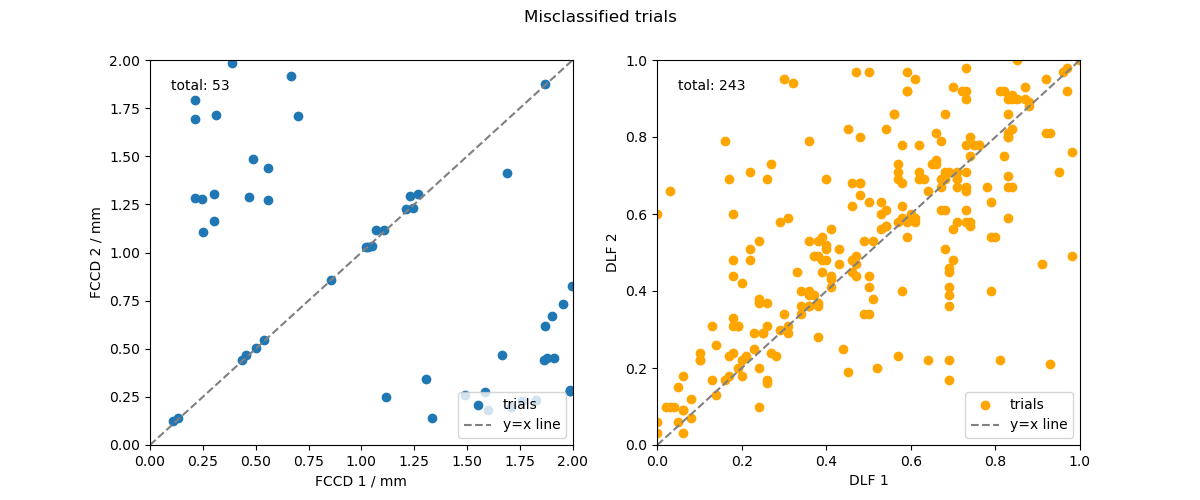 Misclassified trials
total: 53
2.00
1.75
1.50
1.25
1.00
0.75
0.50
0.25
0.00
FCCD 2 / mm
0.00 0.25 0.50 0.75 1.00 1.25 1.50 1.75 2.00
FCCD 1 / mm
trials
y=x line
total: 243
1.0
0.8
0.6
0.4
0.2
0.0
DLF 2
0.0 0.2 0.4 0.6 0.8 1.0
DLF 1
trials
y=x line